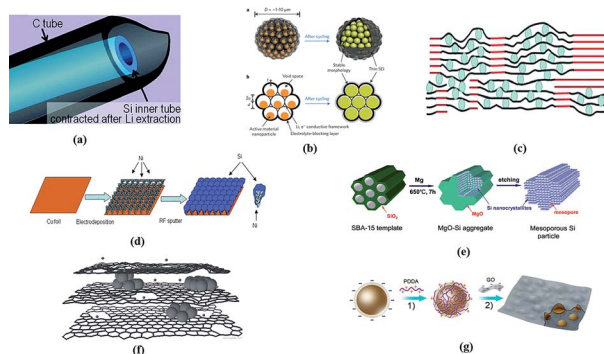 C tube
Si inner tube
contracted after Li extraction
(a)
a
D = ~1-10 μm
After cycling
Stable
morphology
Thin SEI
b
Void space
After cycling
Active material
nanoparticle
Li, e⁻ conductive framework
Electrolyte-blocking layer
(b)
(c)
Ni
Si
Cu foil
Electrodeposition
RF sputter
Ni
(d)
Mg
650°C, 7h
etching
SiO₂
MgO
Si nanocrystallites
mesopore
SBA-15 template
MgO-Si aggregate
Mesoporous Si
particle
(e)
(f)
PDDA
1)
GO
2)
(g)